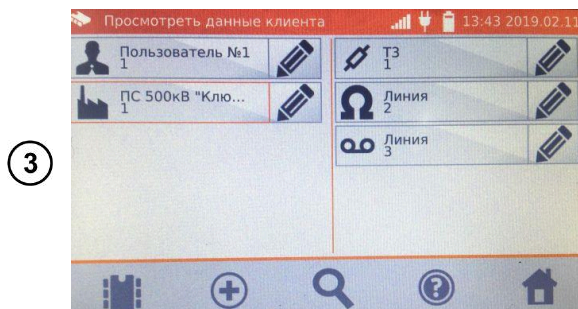 Просмотреть данные клиента
13:43 2019.02.11
Пользователь №1
1
ПС 500кВ "Клю...
1
ТЗ
1
Линия
2
Линия
3
3